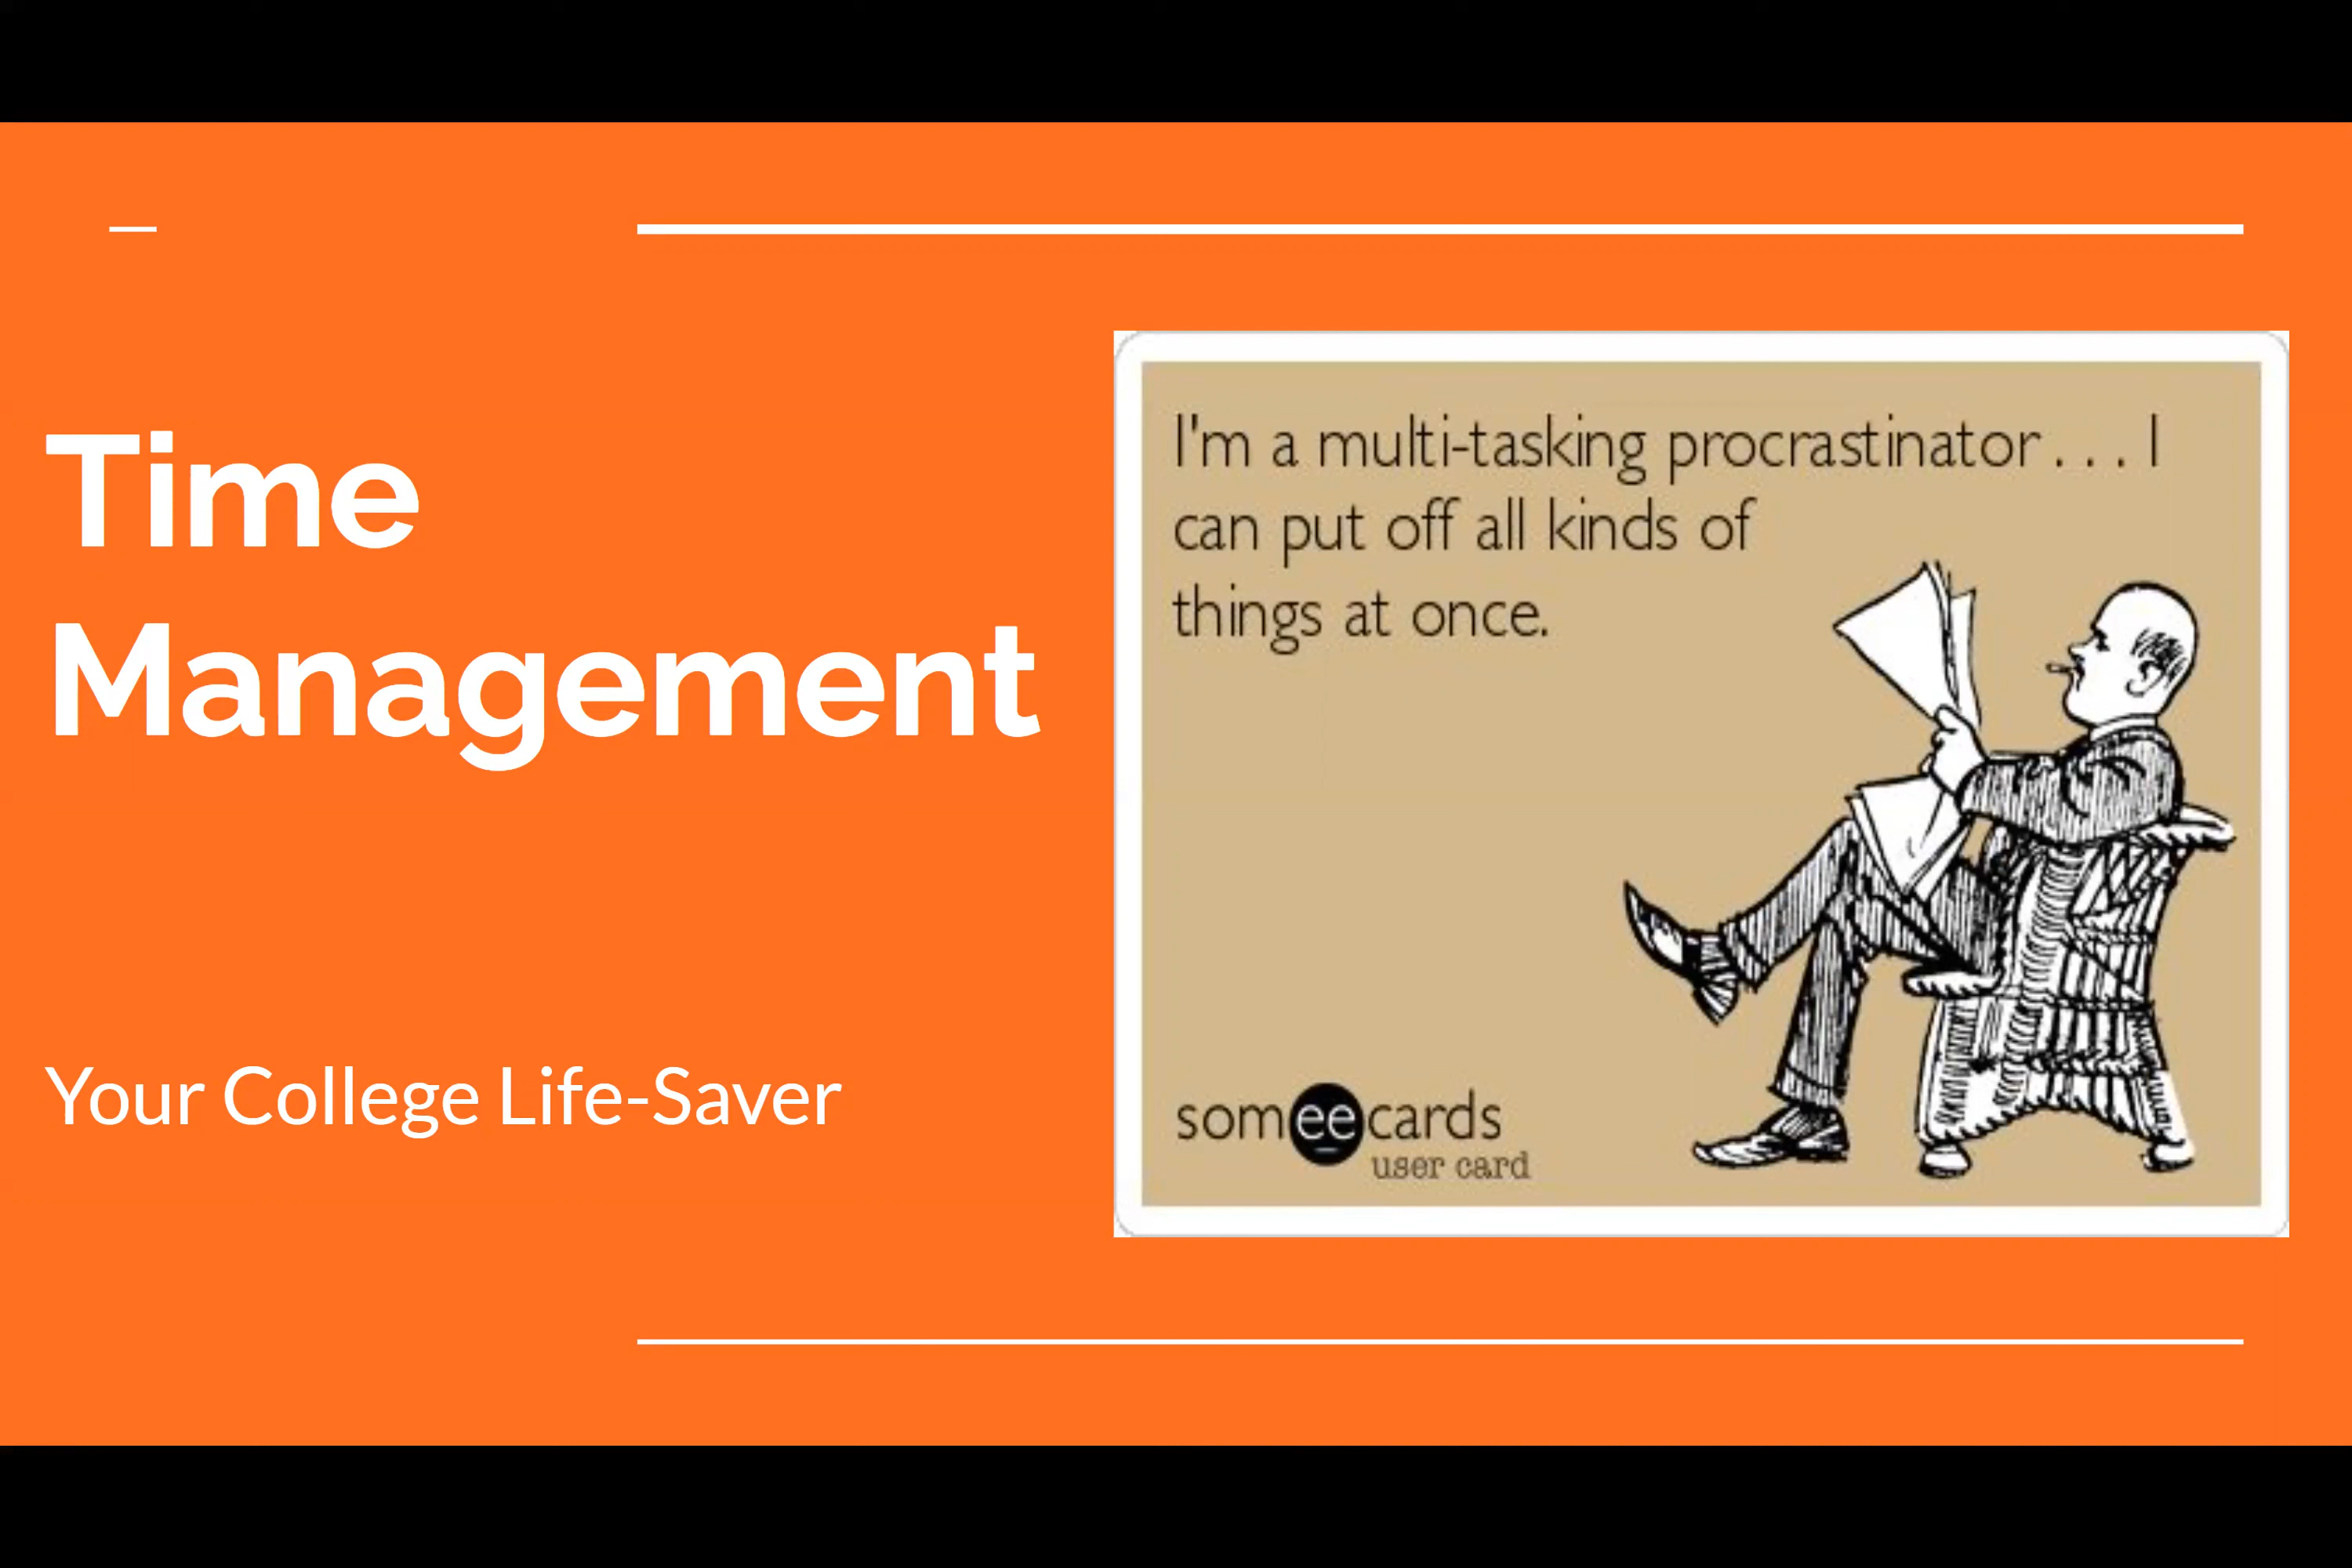 Time
Management
Your College Life-Saver
I'm a multi-tasking procrastinator . . . I
can put off all kinds of
things at once.
someecards
user card